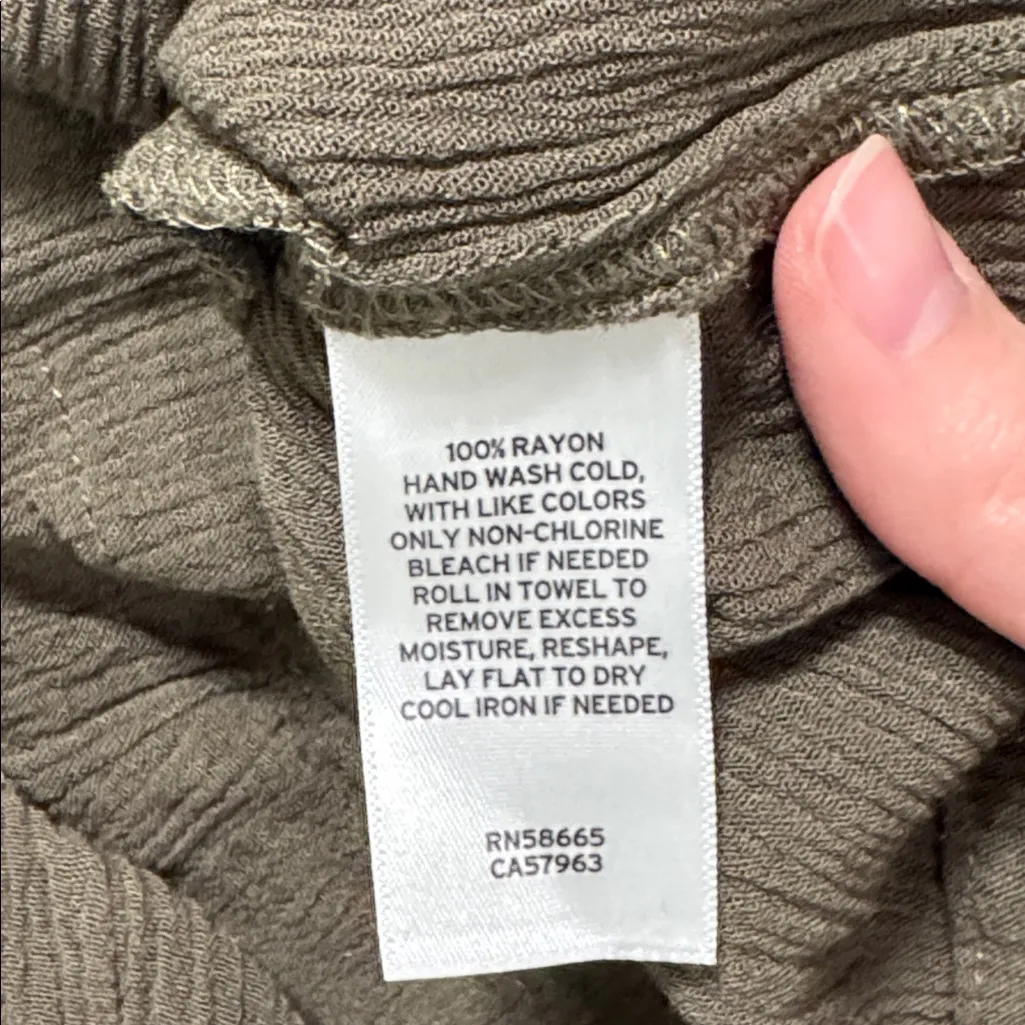 100% RAYON
HAND WASH COLD,
WITH LIKE COLORS
ONLY NON-CHLORINE
BLEACH IF NEEDED
ROLL IN TOWEL TO
REMOVE EXCESS
MOISTURE, RESHAPE,
LAY FLAT TO DRY
COOL IRON IF NEEDED
RN58665
CA57963